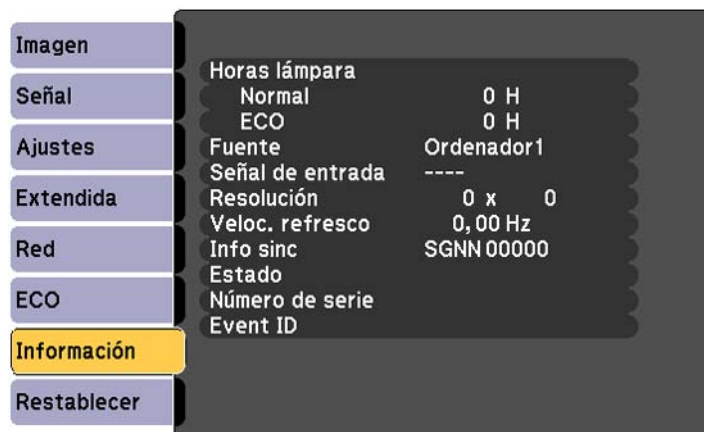 Imagen
Señal
Ajustes
Extendida
Red
ECO
Información
Restablecer
Horas lámpara
Normal 0 H
ECO 0 H
Fuente Ordenador1
Señal de entrada ----
Resolución 0 x 0
Veloc. refresco 0,00 Hz
Info sinc SGNN 00000
Estado
Número de serie
Event ID